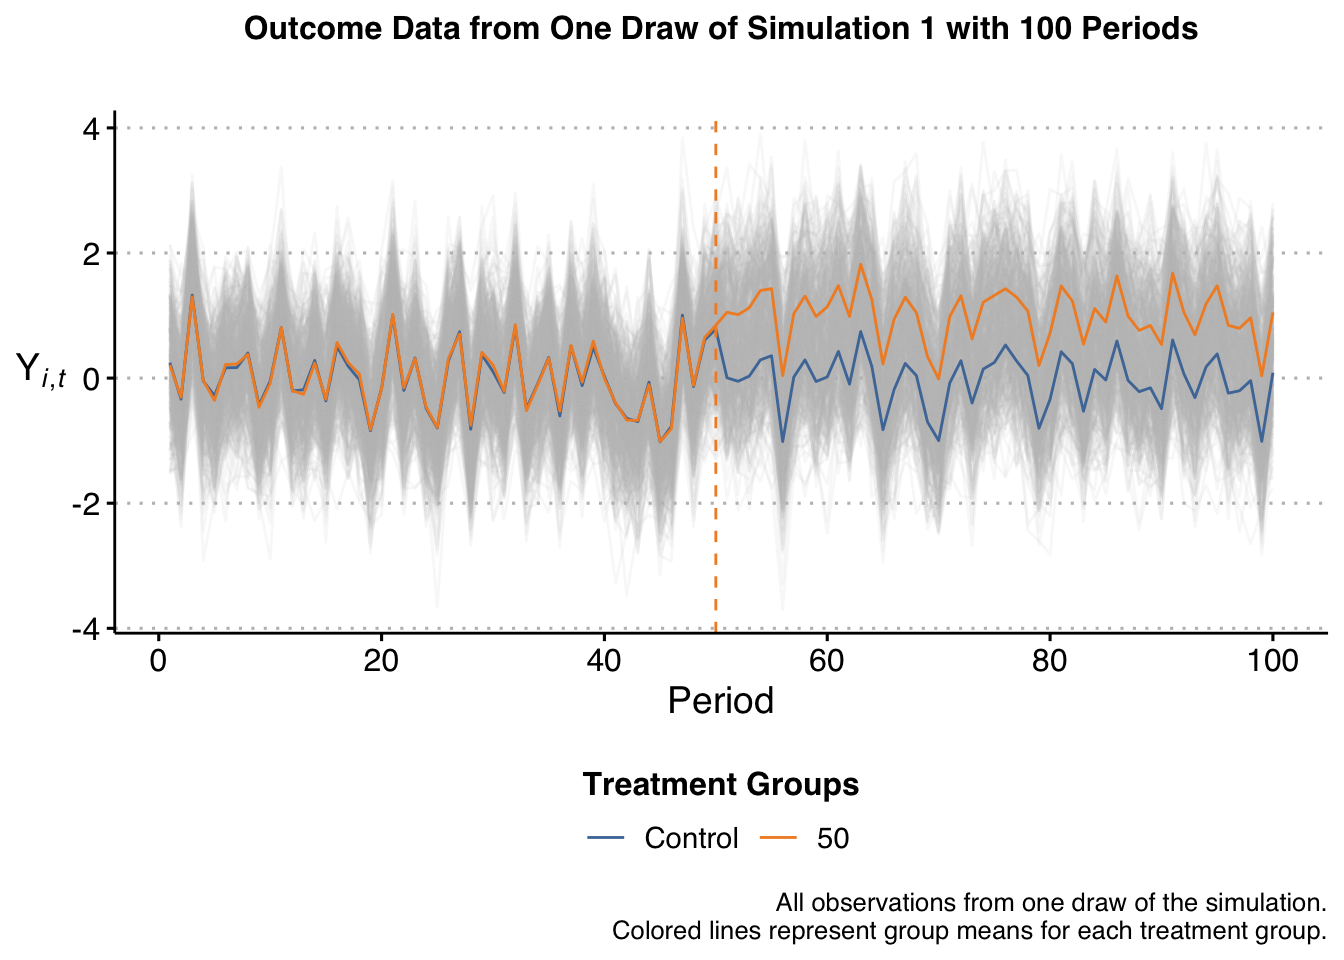 Outcome Data from One Draw of Simulation 1 with 100 Periods
4
2
0
-2
-4
Y i,t
0 20 40 60 80 100
Period
Treatment Groups
Control 50
All observations from one draw of the simulation.
Colored lines represent group means for each treatment group.